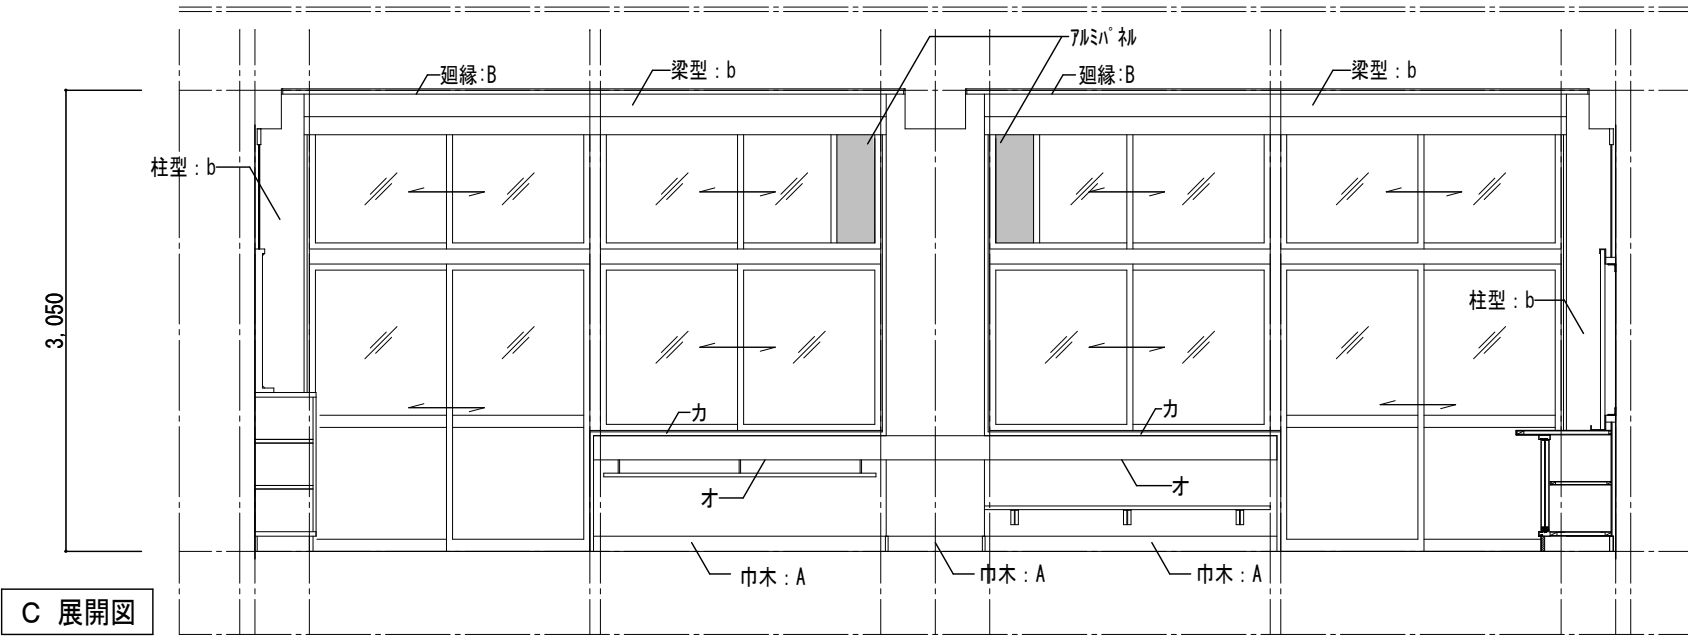 アルミパネル
廻縁:B
梁型：b
廻縁:B
梁型：b
柱型：b
柱型：b
3,050
カ
カ
オ
オ
巾木：A
巾木：A
巾木：A
C 展開図